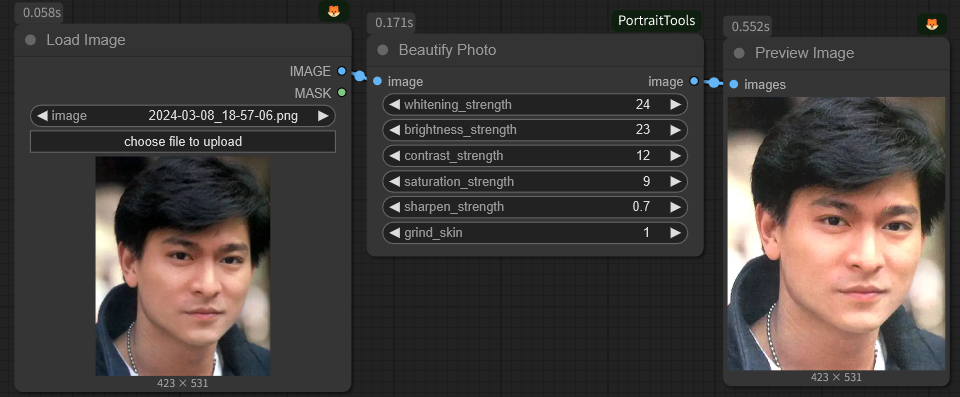 0.058s
Load Image
IMAGE
MASK
image 2024-03-08_18-57-06.png
choose file to upload
423 × 531
0.171s
PortraitTools
Beautify Photo
image image
whitening_strength 24
brightness_strength 23
contrast_strength 12
saturation_strength 9
sharpen_strength 0.7
grind_skin 1
0.552s
Preview Image
images
423 × 531